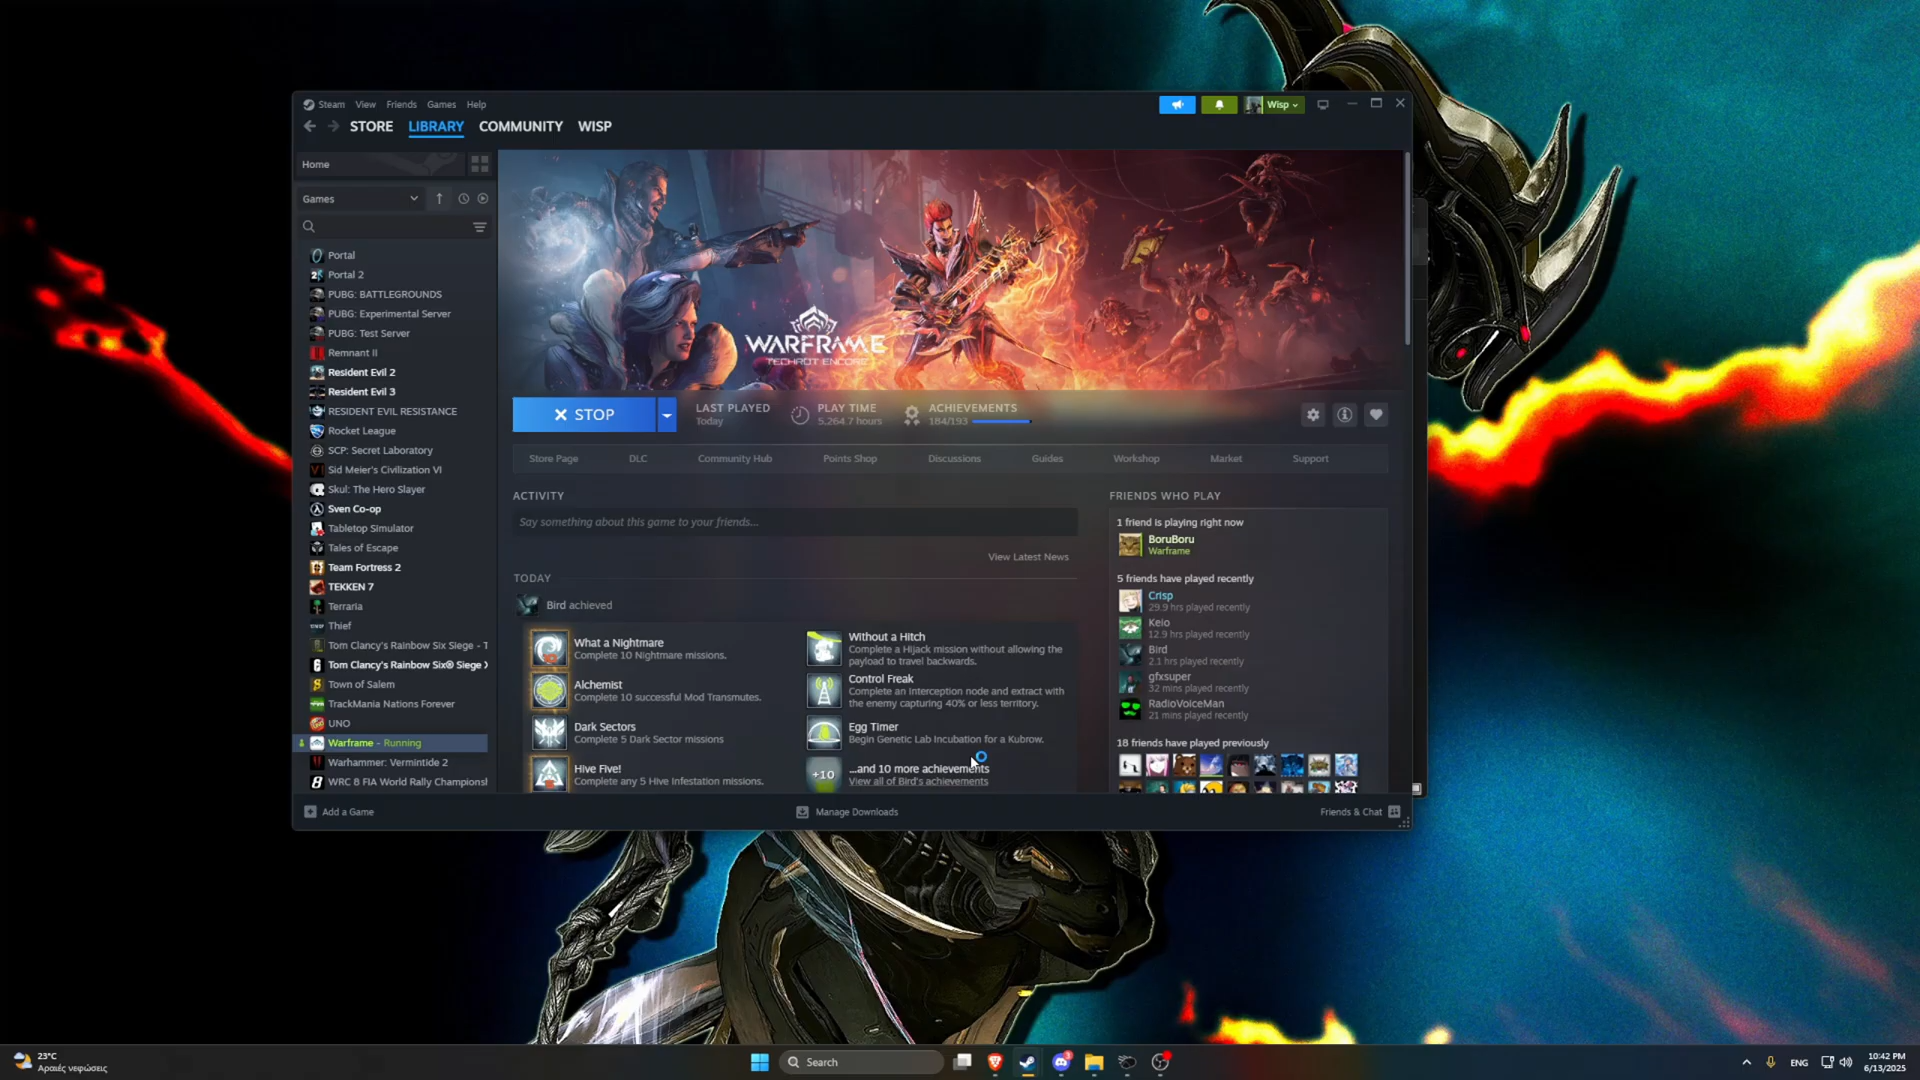 Steam View Friends Games Help
Wisp
STORE LIBRARY COMMUNITY WISP
Home
Games
Portal
Portal 2
PUBG: BATTLEGROUNDS
PUBG: Experimental Server
PUBG: Test Server
Remnant II
Resident Evil 2
Resident Evil 3
RESIDENT EVIL RESISTANCE
Rocket League
SCP: Secret Laboratory
Sid Meier's Civilization VI
Skul: The Hero Slayer
Sven Co-op
Tabletop Simulator
Tales of Escape
Team Fortress 2
TEKKEN 7
Terraria
Thief
Tom Clancy's Rainbow Six Siege - T
Tom Clancy's Rainbow Six® Siege X
Town of Salem
TrackMania Nations Forever
UNO
Warframe - Running
Warhammer: Vermintide 2
WRC 8 FIA World Rally Championsh
Add a Game
WARFRAME
TECHROT ENCORE
STOP
LAST PLAYED
Today
PLAY TIME
5,264.7 hours
ACHIEVEMENTS
184/193
Store Page DLC Community Hub Points Shop Discussions Guides Workshop Market Support
ACTIVITY
Say something about this game to your friends...
View Latest News
TODAY
Bird achieved
What a Nightmare
Complete 10 Nightmare missions.
Alchemist
Complete 10 successful Mod Transmutes.
Dark Sectors
Complete 5 Dark Sector missions
Hive Five!
Complete any 5 Hive Infestation missions.
Without a Hitch
Complete a Hijack mission without allowing the
payload to travel backwards.
Control Freak
Complete an Interception node and extract with
the enemy capturing 40% or less territory.
Egg Timer
Begin Genetic Lab Incubation for a Kubrow.
+10
...and 10 more achievements
View all of Bird's achievements
FRIENDS WHO PLAY
1 friend is playing right now
BoruBoru
Warframe
5 friends have played recently
Crisp
29.9 hrs played recently
Keio
12.9 hrs played recently
Bird
2.1 hrs played recently
gfxsuper
32 mins played recently
RadioVoiceMan
21 mins played recently
18 friends have played previously
Manage Downloads
Friends & Chat
23°C
Αραιές νεφώσεις
Search
3
ENG
10:42 PM
6/13/2025